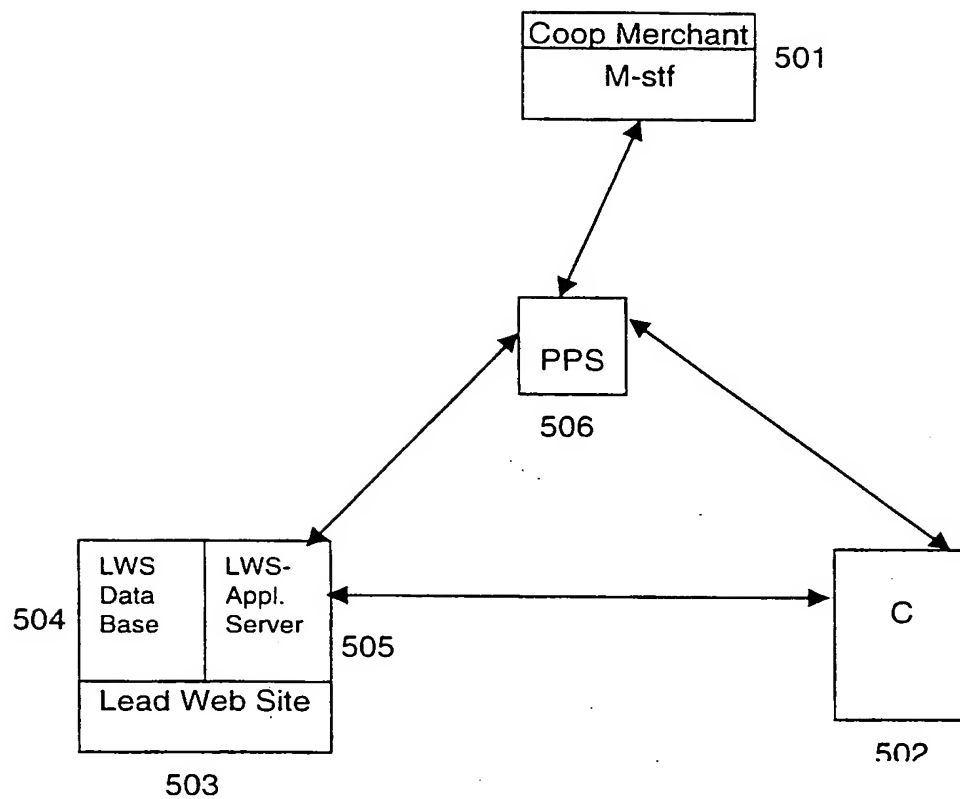 Coop Merchant
M-stf
501
PPS
506
LWS
Data
Base
LWS-
Appl.
Server
504
505
Lead Web Site
503
C
502